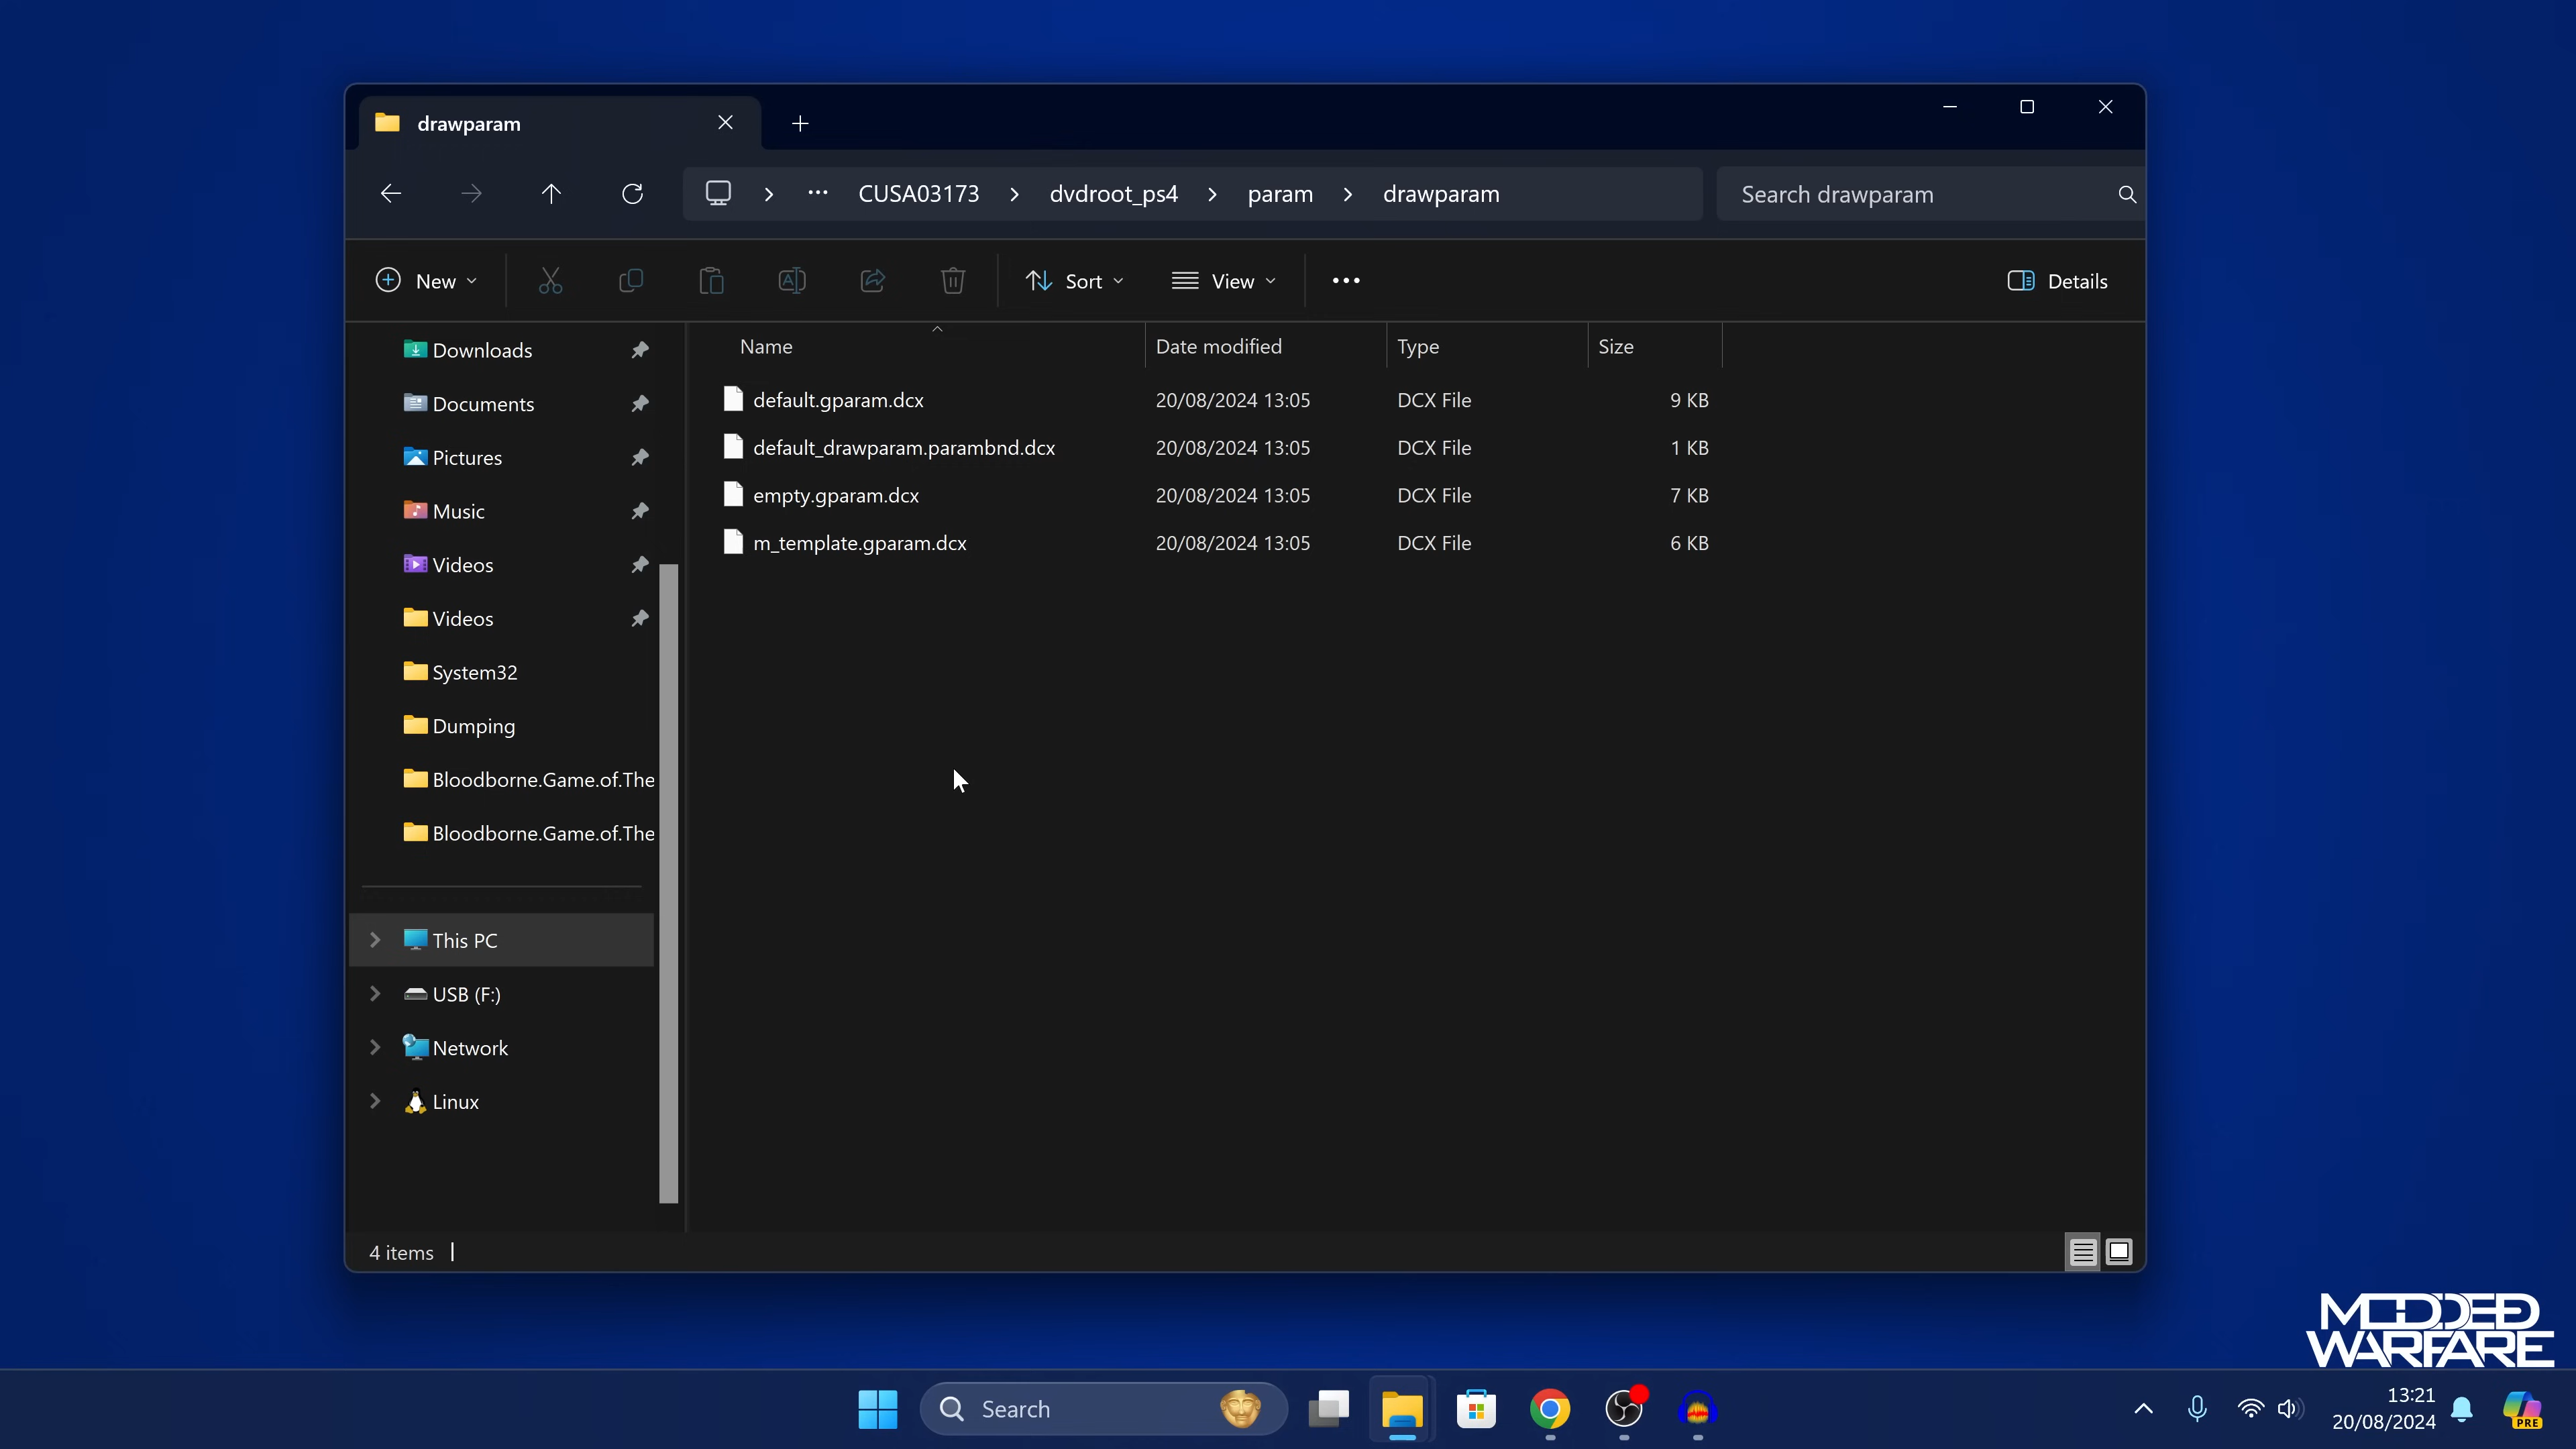 drawparam
CUSA03173 dvdroot_ps4 param drawparam
Search drawparam
New Sort View Details
Name Date modified Type Size
default.gparam.dcx 20/08/2024 13:05 DCX File 9 KB
default_drawparam.parambnd.dcx 20/08/2024 13:05 DCX File 1 KB
empty.gparam.dcx 20/08/2024 13:05 DCX File 7 KB
m_template.gparam.dcx 20/08/2024 13:05 DCX File 6 KB
Downloads
Documents
Pictures
Music
Videos
Videos
System32
Dumping
Bloodborne.Game.of.The
Bloodborne.Game.of.The
This PC
USB (F:)
Network
Linux
4 items
MODDED
WARFARE
Search
13:21
20/08/2024
PRE